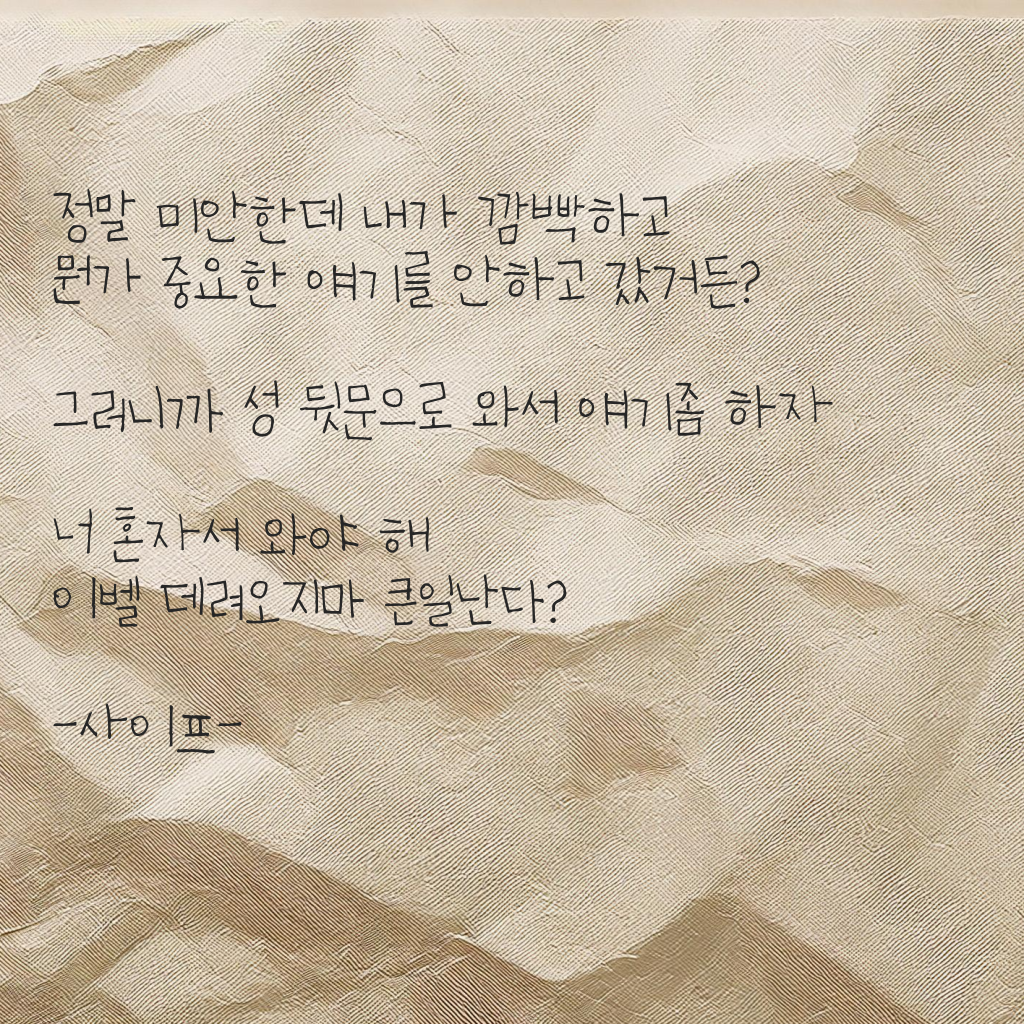 정말 미안한데 내가 깜빡하고
뭔가 중요한 얘기를 안하고 갔거든?
그러니까 성 뒷문으로 와서 얘기좀 하자
너 혼자서 와야 해
이벨 데려오지마 큰일난다?
-사이프-